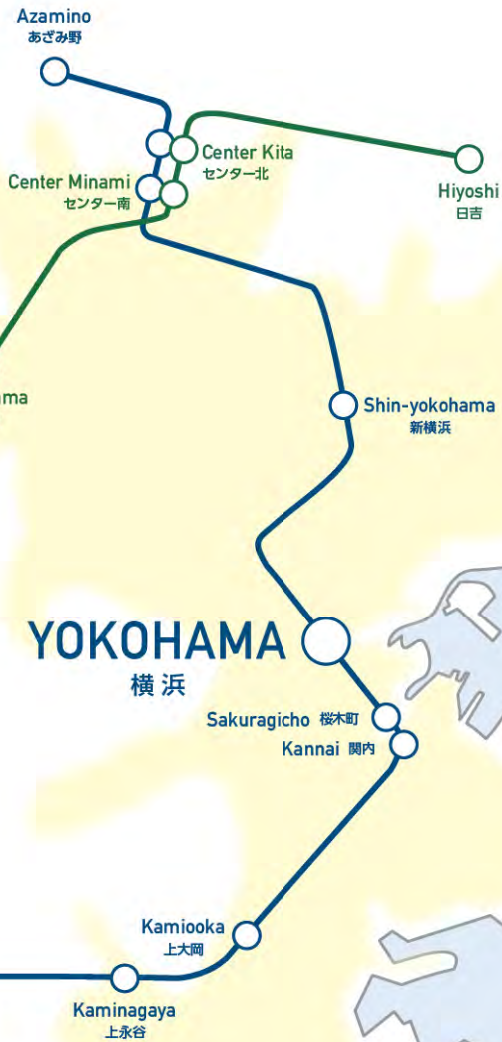 Azamino
あざみ野
Center Kita
センター北
Center Minami
センター南
Hiyoshi
日吉
ama
Shin-yokohama
新横浜
YOKOHAMA
横浜
Sakuragicho 桜木町
Kannai 関内
Kamiooka
上大岡
Kaminagaya
上永谷